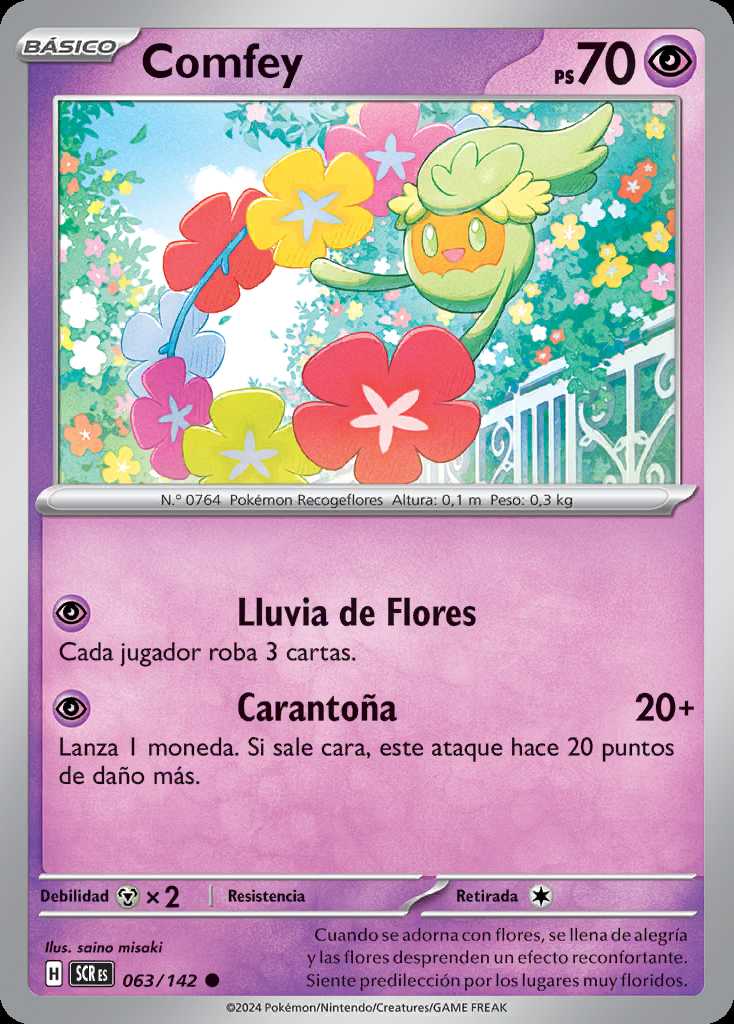 BÁSICO
Comfey
PS 70
N.º 0764 Pokémon Recogeflores Altura: 0,1 m Peso: 0,3 kg
Lluvia de Flores
Cada jugador roba 3 cartas.
Carantoña 20+
Lanza 1 moneda. Si sale cara, este ataque hace 20 puntos
de daño más.
Debilidad ×2 Resistencia Retirada
Ilus. saino misaki
Cuando se adorna con flores, se llena de alegría
y las flores desprenden un efecto reconfortante.
Siente predilección por los lugares muy floridos.
H SCR ES 063/142
©2024 Pokémon/Nintendo/Creatures/GAME FREAK